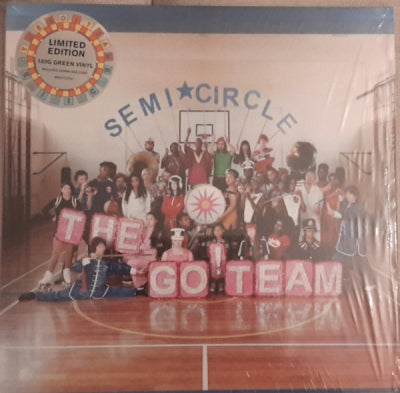 LIMITED
EDITION
180G GREEN VINYL
SEMI★CIRCLE
THE
GO TEAM